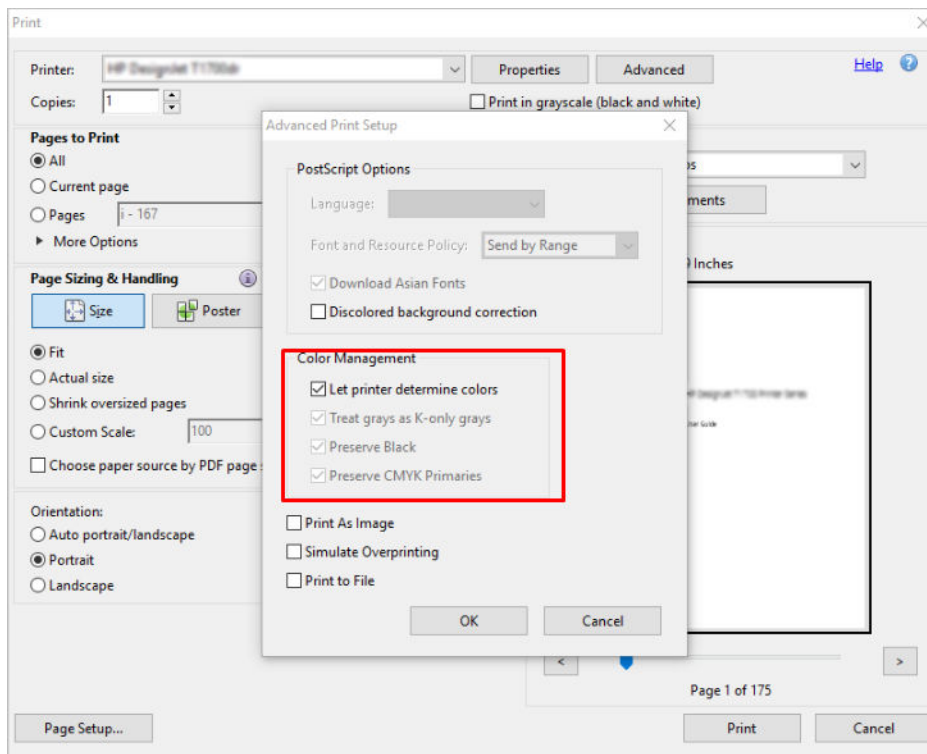 Print
Printer:
Properties
Advanced
Help
Copies: 1
Print in grayscale (black and white)
Pages to Print
All
Current page
Pages i - 167
More Options
Page Sizing & Handling
Size
Poster
Fit
Actual size
Shrink oversized pages
Custom Scale: 100
Choose paper source by PDF page
Orientation:
Auto portrait/landscape
Portrait
Landscape
Page Setup...
Advanced Print Setup
PostScript Options
Language:
Font and Resource Policy: Send by Range
Download Asian Fonts
Discolored background correction
Color Management
Let printer determine colors
Treat grays as K-only grays
Preserve Black
Preserve CMYK Primaries
Print As Image
Simulate Overprinting
Print to File
OK
Cancel
Inches
<
>
Page 1 of 175
Print
Cancel